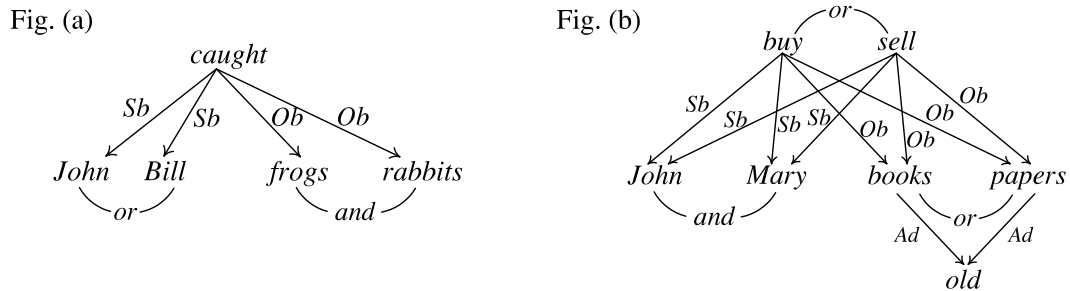 Fig. (a)
caught
Sb Sb Ob Ob
John Bill frogs rabbits
or and
Fig. (b)
or
buy sell
Sb Sb Sb Sb Ob Ob Ob Ob
John Mary books papers
and or
Ad Ad
old